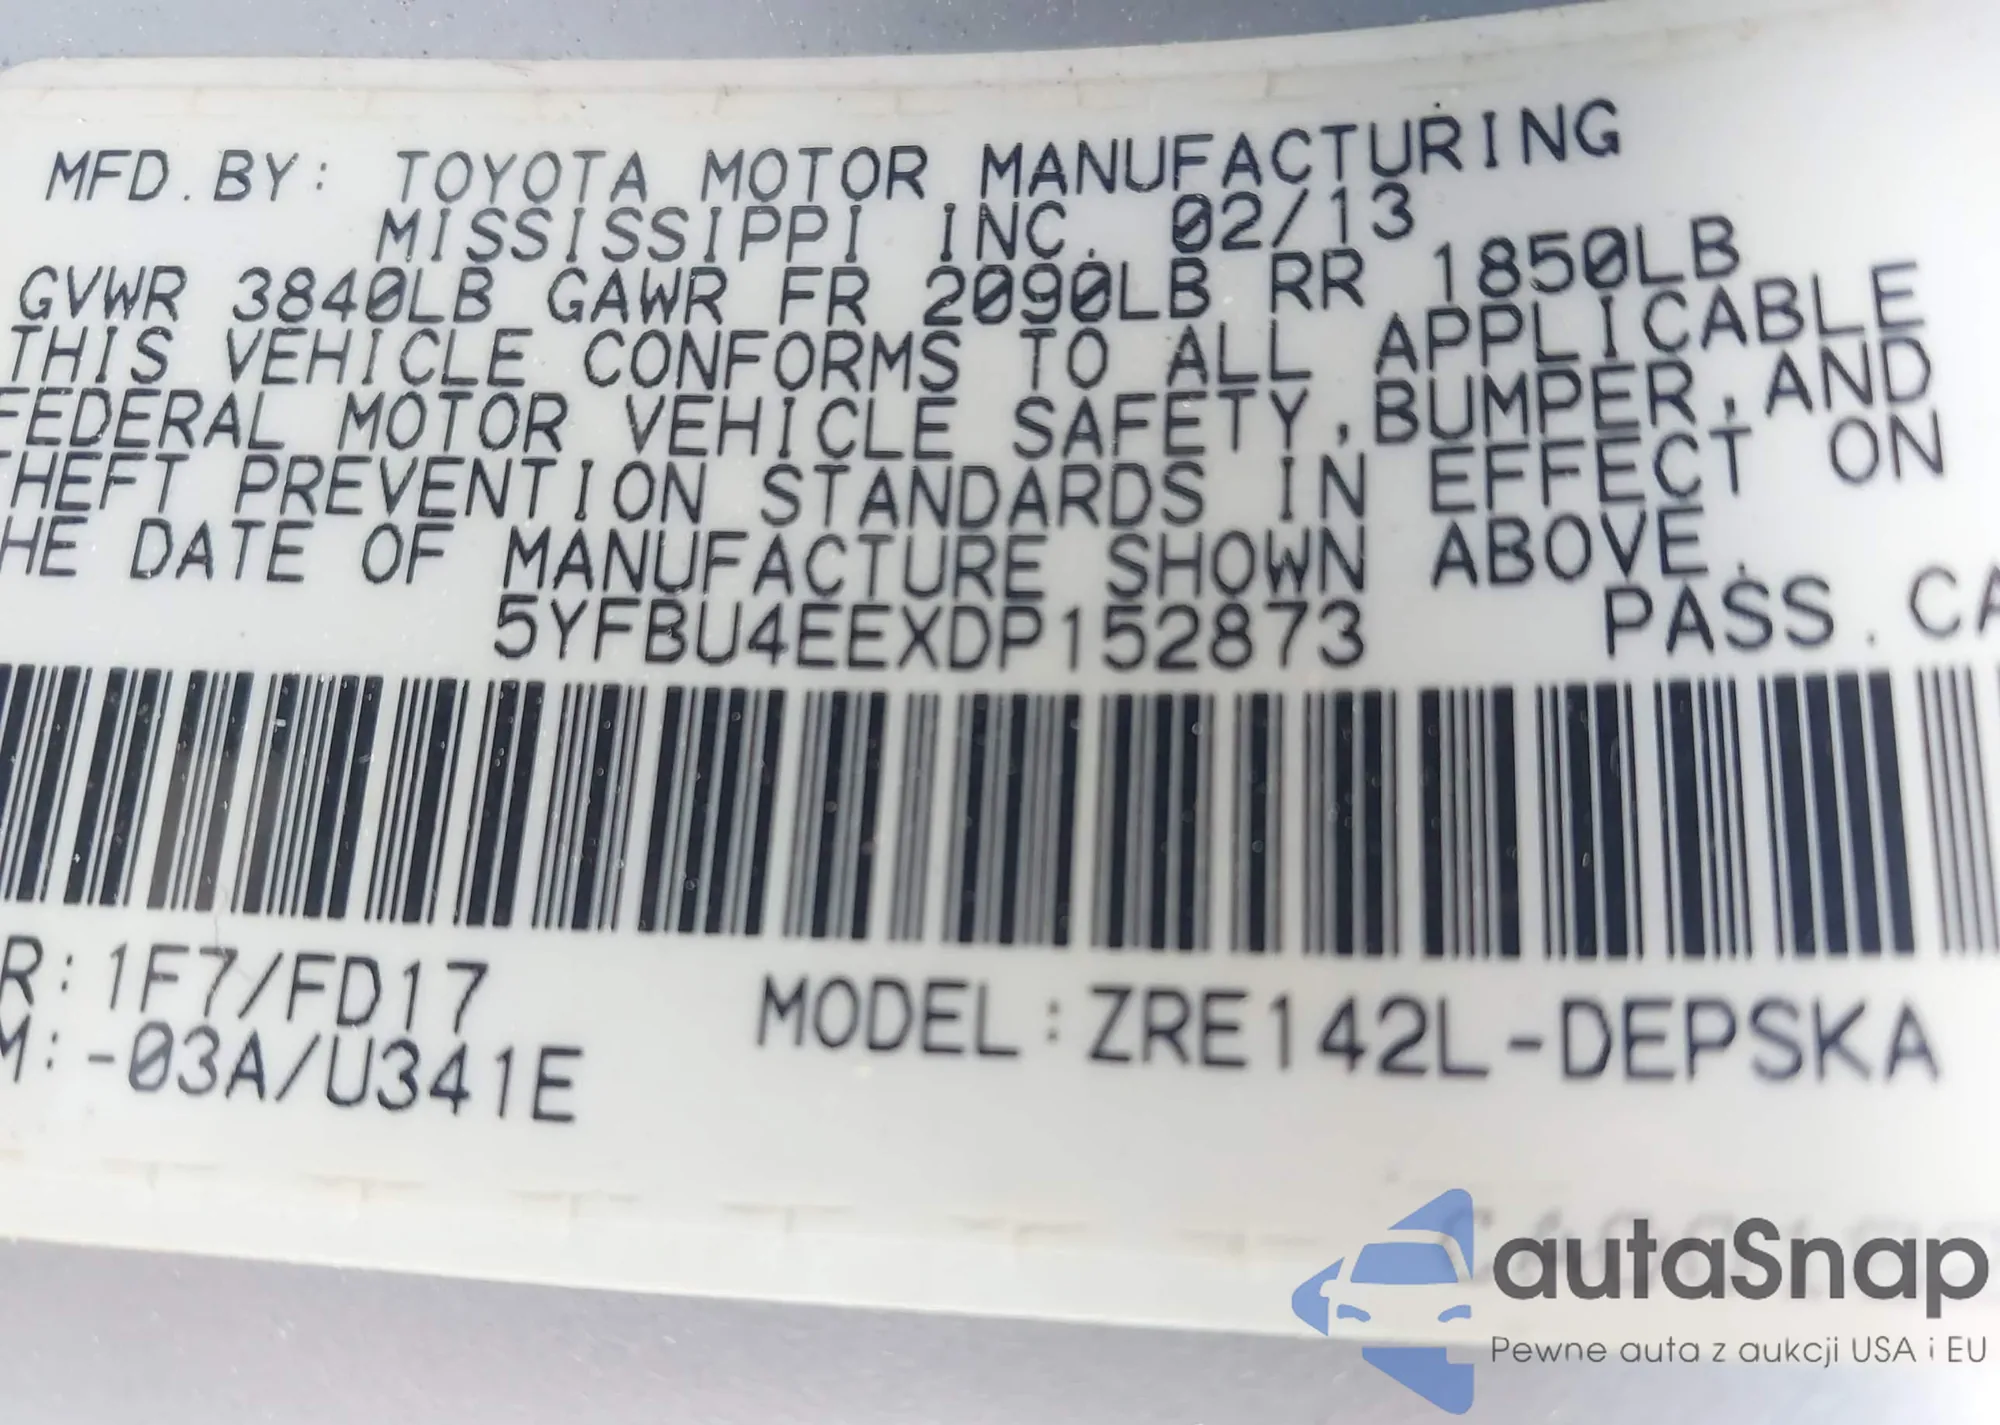 MFD. BY: TOYOTA MOTOR MANUFACTURING
MISSISSIPPI INC. 02/13
GVWR 3840LB GAWR FR 2090LB RR 1850LB
THIS VEHICLE CONFORMS TO ALL APPLICABLE
FEDERAL MOTOR VEHICLE SAFETY, BUMPER, AND
THEFT PREVENTION STANDARDS IN EFFECT ON
HE DATE OF MANUFACTURE SHOWN ABOVE.
5YFBU4EEXDP152873 PASS. CA
R: 1F7/FD17
M: -03A/U341E
MODEL: ZRE142L-DEPSKA
autaSnap
Pewne auta z aukcji USA i EU